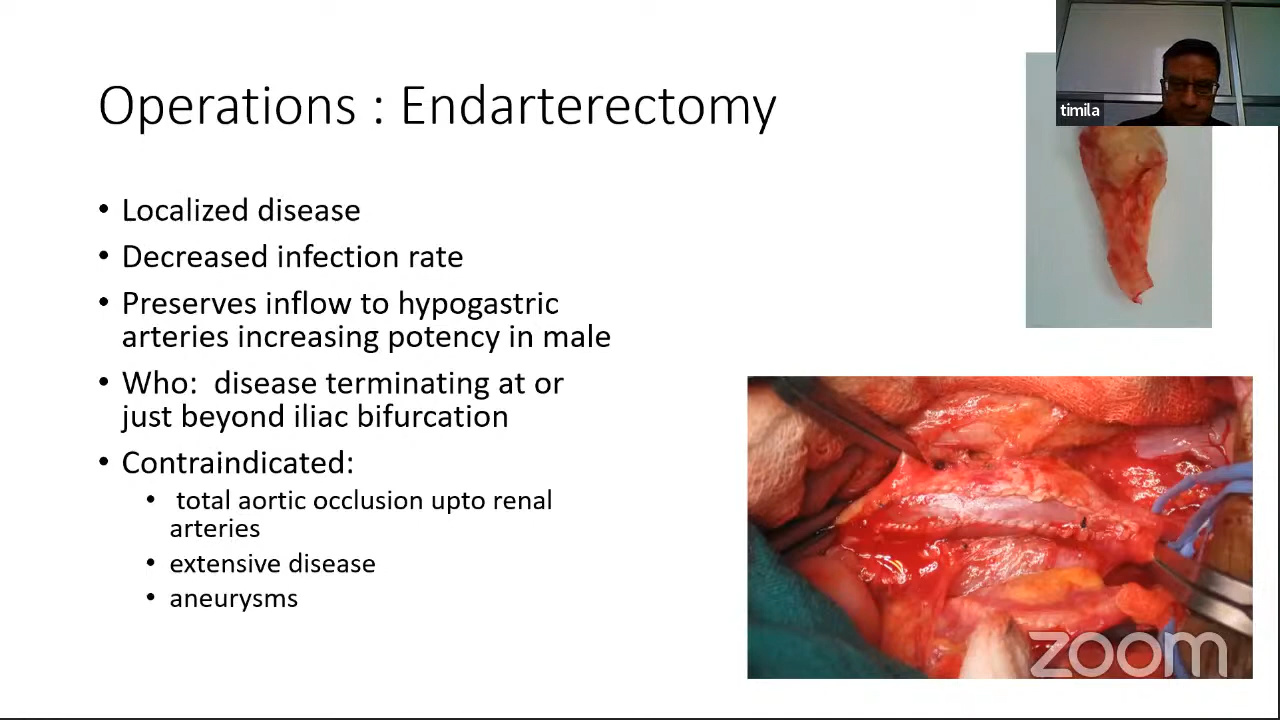 Operations : Endarterectomy
timila
• Localized disease
• Decreased infection rate
• Preserves inflow to hypogastric
arteries increasing potency in male
• Who:  disease terminating at or
just beyond iliac bifurcation
• Contraindicated:
• total aortic occlusion upto renal
arteries
• extensive disease
• aneurysms
zoom